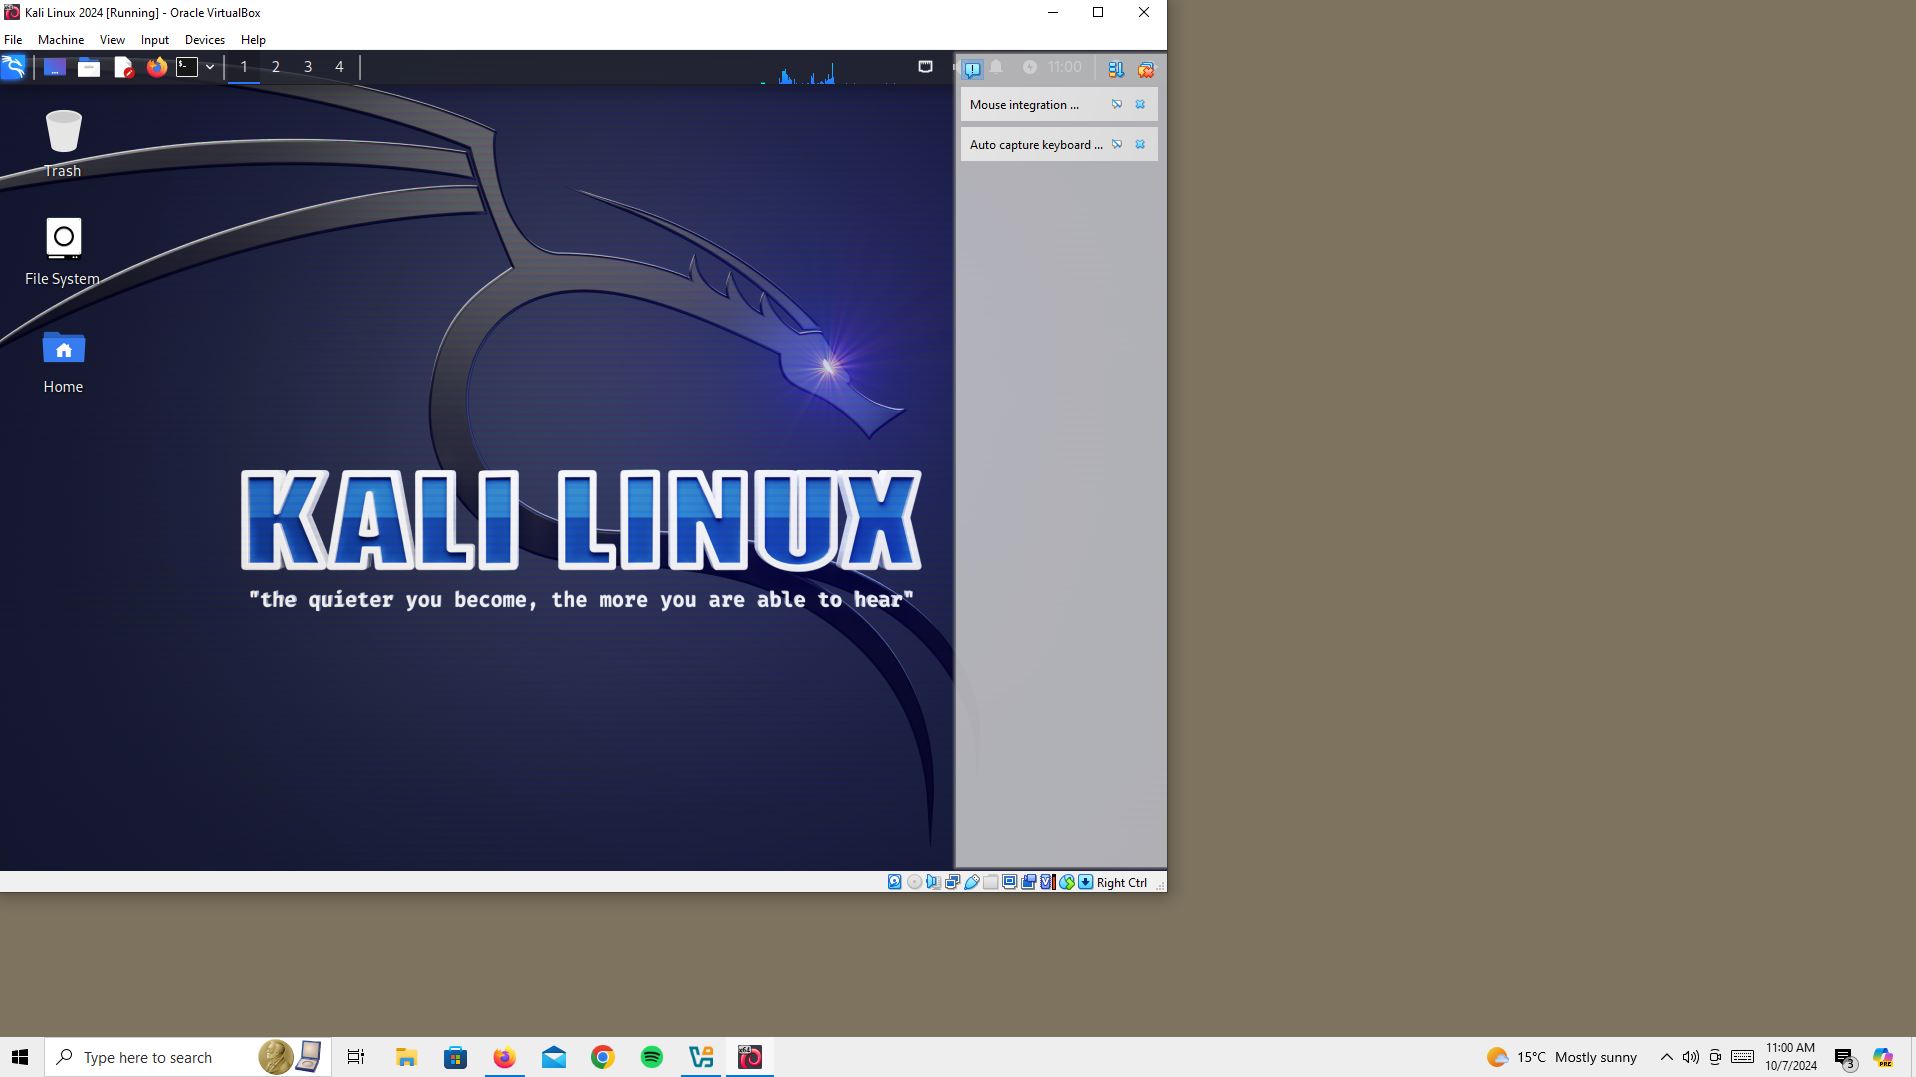 Kali Linux 2024 [Running] - Oracle VirtualBox
File Machine View Input Devices Help
1 2 3 4
11:00
Mouse integration ...
Auto capture keyboard ...
Trash
File System
Home
KALI LINUX
"the quieter you become, the more you are able to hear"
Right Ctrl
Type here to search
x64
15°C Mostly sunny
11:00 AM
10/7/2024
3
PRE